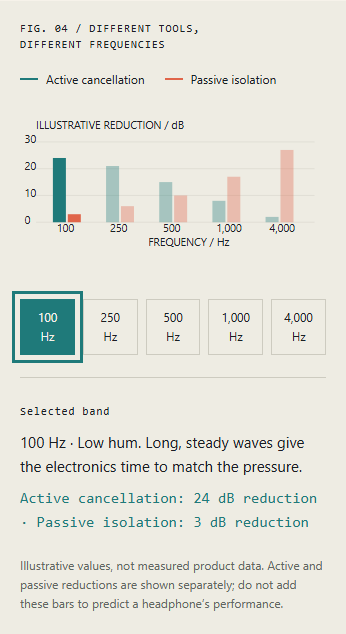 FIG. 04 / DIFFERENT TOOLS,
DIFFERENT FREQUENCIES
Active cancellation Passive isolation
ILLUSTRATIVE REDUCTION / dB
30
20
10
0
100 250 500 1,000 4,000
FREQUENCY / Hz
100 Hz
250 Hz
500 Hz
1,000 Hz
4,000 Hz
Selected band
100 Hz · Low hum. Long, steady waves give
the electronics time to match the pressure.
Active cancellation: 24 dB reduction
· Passive isolation: 3 dB reduction
Illustrative values, not measured product data. Active and
passive reductions are shown separately; do not add
these bars to predict a headphone's performance.